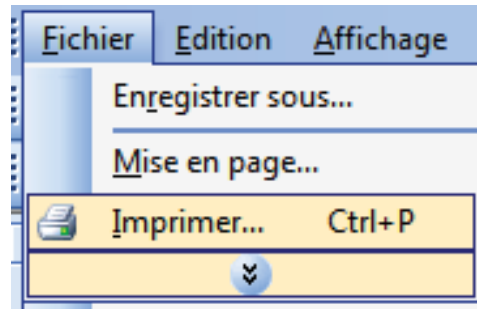 Fichier Edition Affichage
Enregistrer sous...
Mise en page...
Imprimer... Ctrl+P